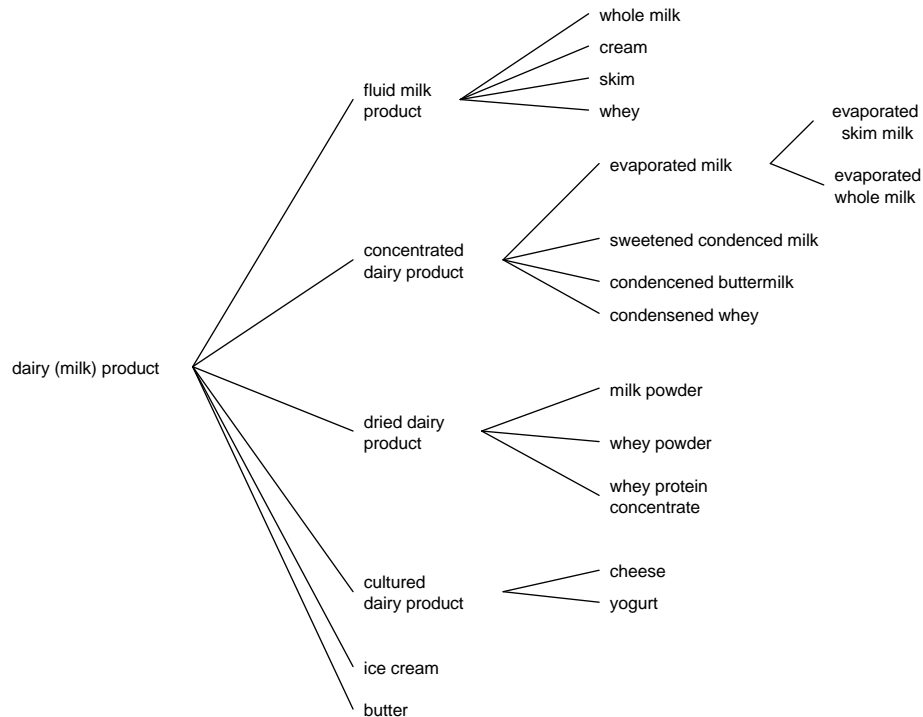 whole milk
cream
skim
whey
fluid milk
product
evaporated
skim milk
evaporated milk
evaporated
whole milk
concentrated
dairy product
sweetened condenced milk
condencened buttermilk
condensened whey
dairy (milk) product
milk powder
dried dairy
product
whey powder
whey protein
concentrate
cultured
dairy product
cheese
yogurt
ice cream
butter